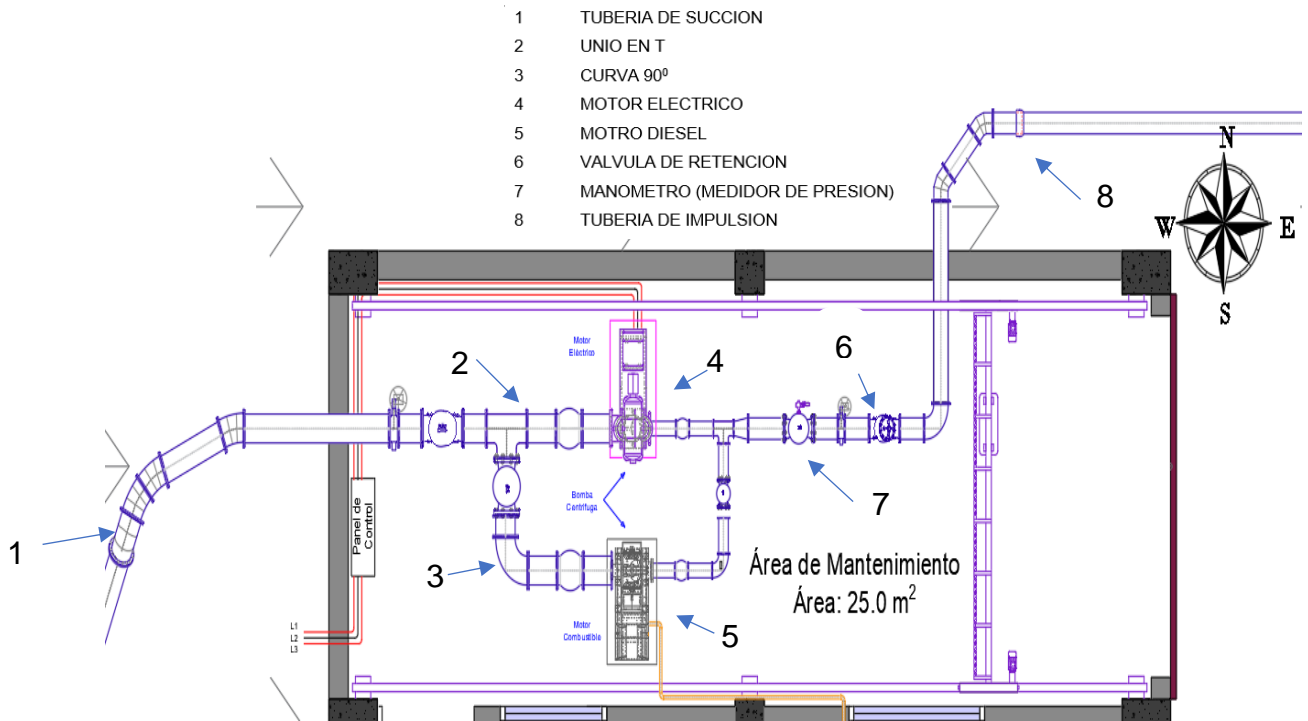 1 TUBERIA DE SUCCION
2 UNIO EN T
3 CURVA 90⁰
4 MOTOR ELECTRICO
5 MOTRO DIESEL
6 VALVULA DE RETENCION
7 MANOMETRO (MEDIDOR DE PRESION)
8 TUBERIA DE IMPULSION
N
8
W E
S
Motor
Eléctrico
2
4
6
7
Panel de
Control
Bomba
Centrífuga
1
3
Área de Mantenimiento
Área: 25.0 m²
L1
L2
L3
Motor
Combustible
5